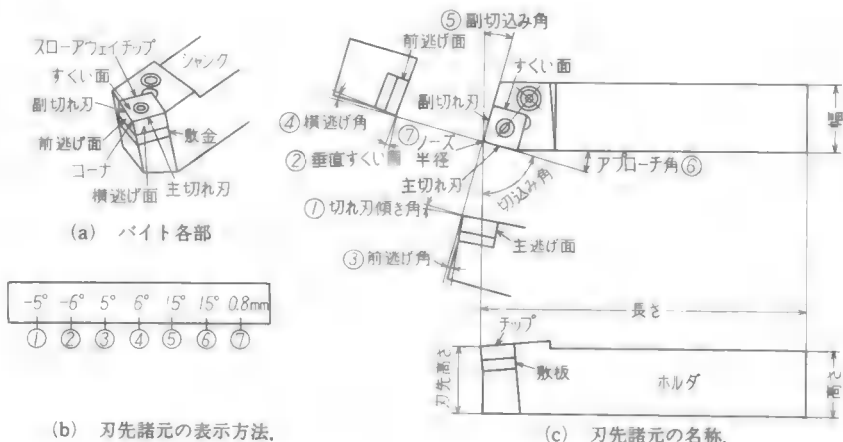 スローアウェイチップ
すくい面
副切れ刃
前逃げ面
コーナ
横逃げ面
主切れ刃
敷金
シャンク
(a) バイト各部
-5° -6° 5° 6° 15° 15° 0.8mm
① ② ③ ④ ⑤ ⑥ ⑦
(b) 刃先諸元の表示方法.
⑤副切込み角
前逃げ面
すくい面
副切れ刃
④横逃げ角
⑦ノーズ
半径
②垂直すくい角
主切れ刃
切込み角
アプローチ角⑥
幅
①切れ刃傾き角
主逃げ面
③前逃げ角
長さ
チップ
刃先高さ
敷板
ホルダ
高さ
(c) 刃先諸元の名称.